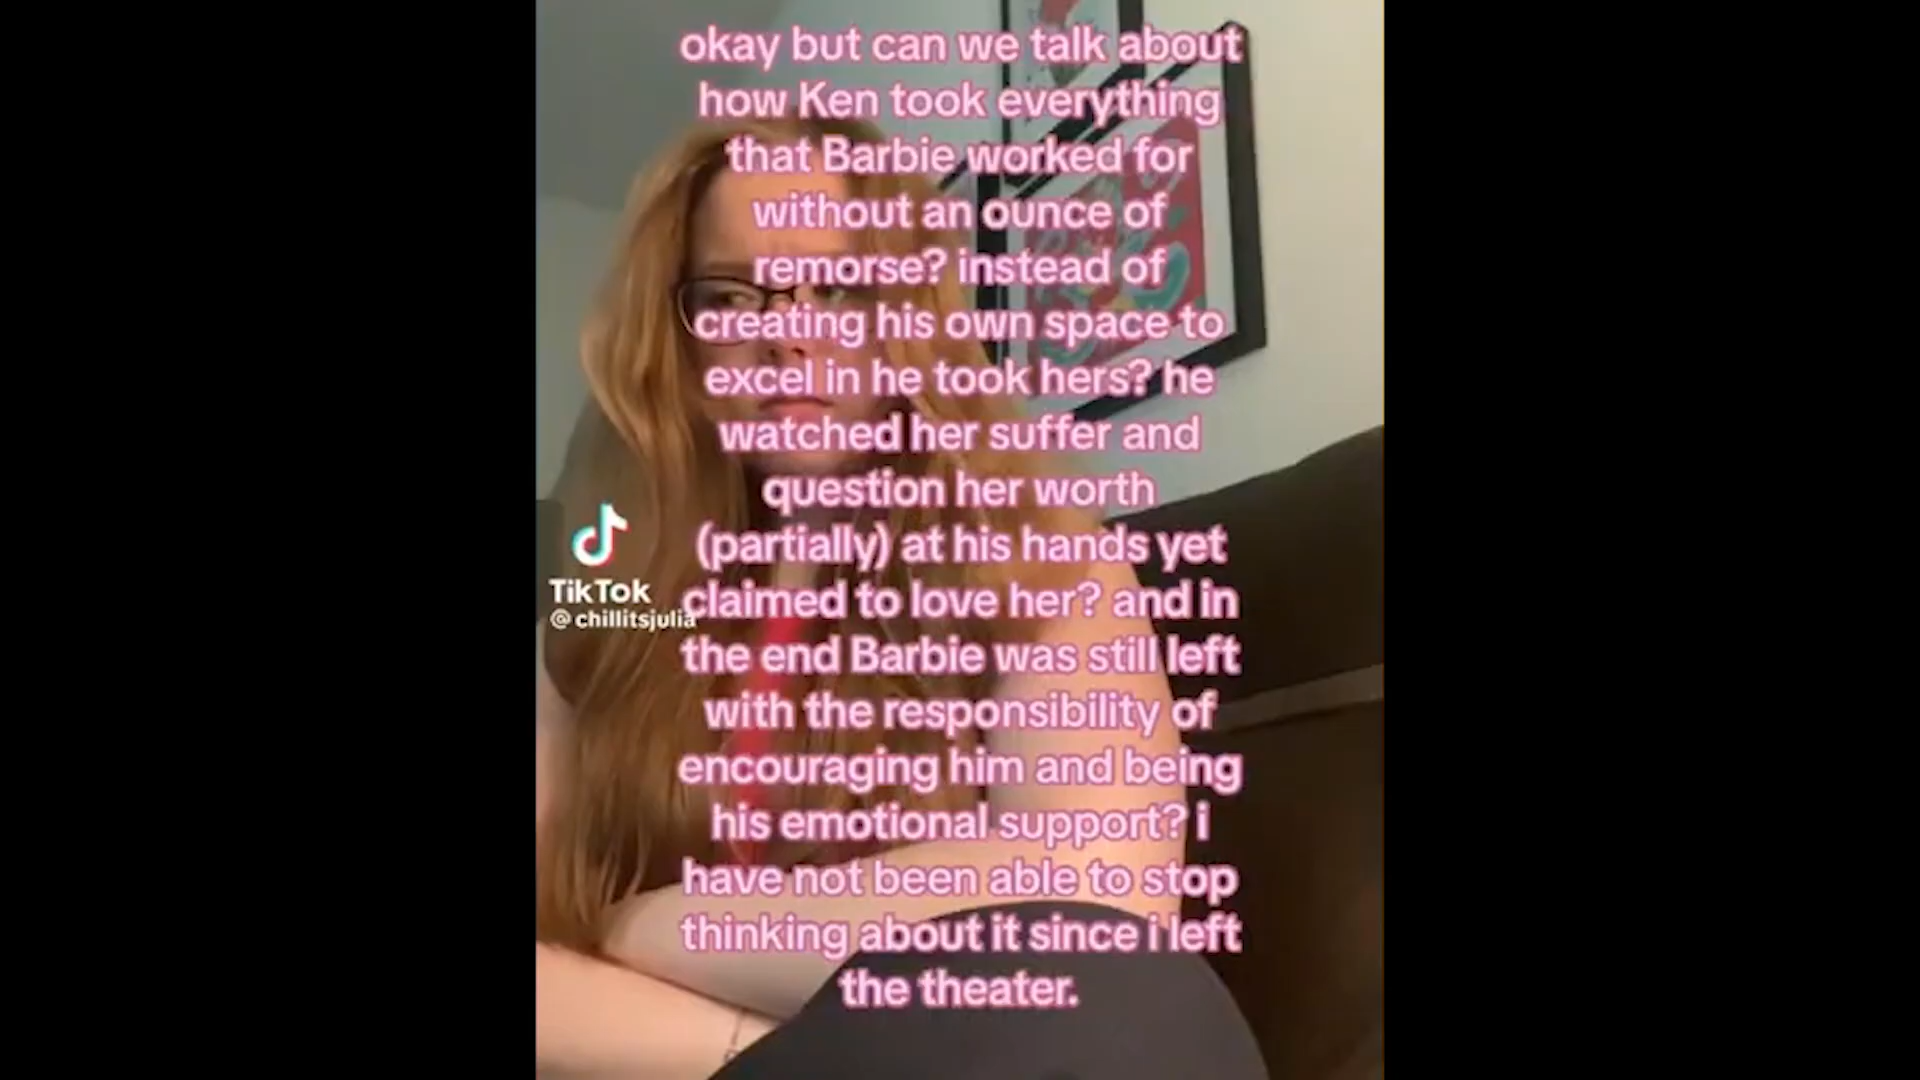 okay but can we talk about
how Ken took everything
that Barbie worked for
without an ounce of
remorse? instead of
creating his own space to
excel in he took hers? he
watched her suffer and
question her worth
(partially) at his hands yet
claimed to love her? and in
the end Barbie was still left
with the responsibility of
encouraging him and being
his emotional support? i
have not been able to stop
thinking about it since i left
the theater.
TikTok
@chillitsjulia